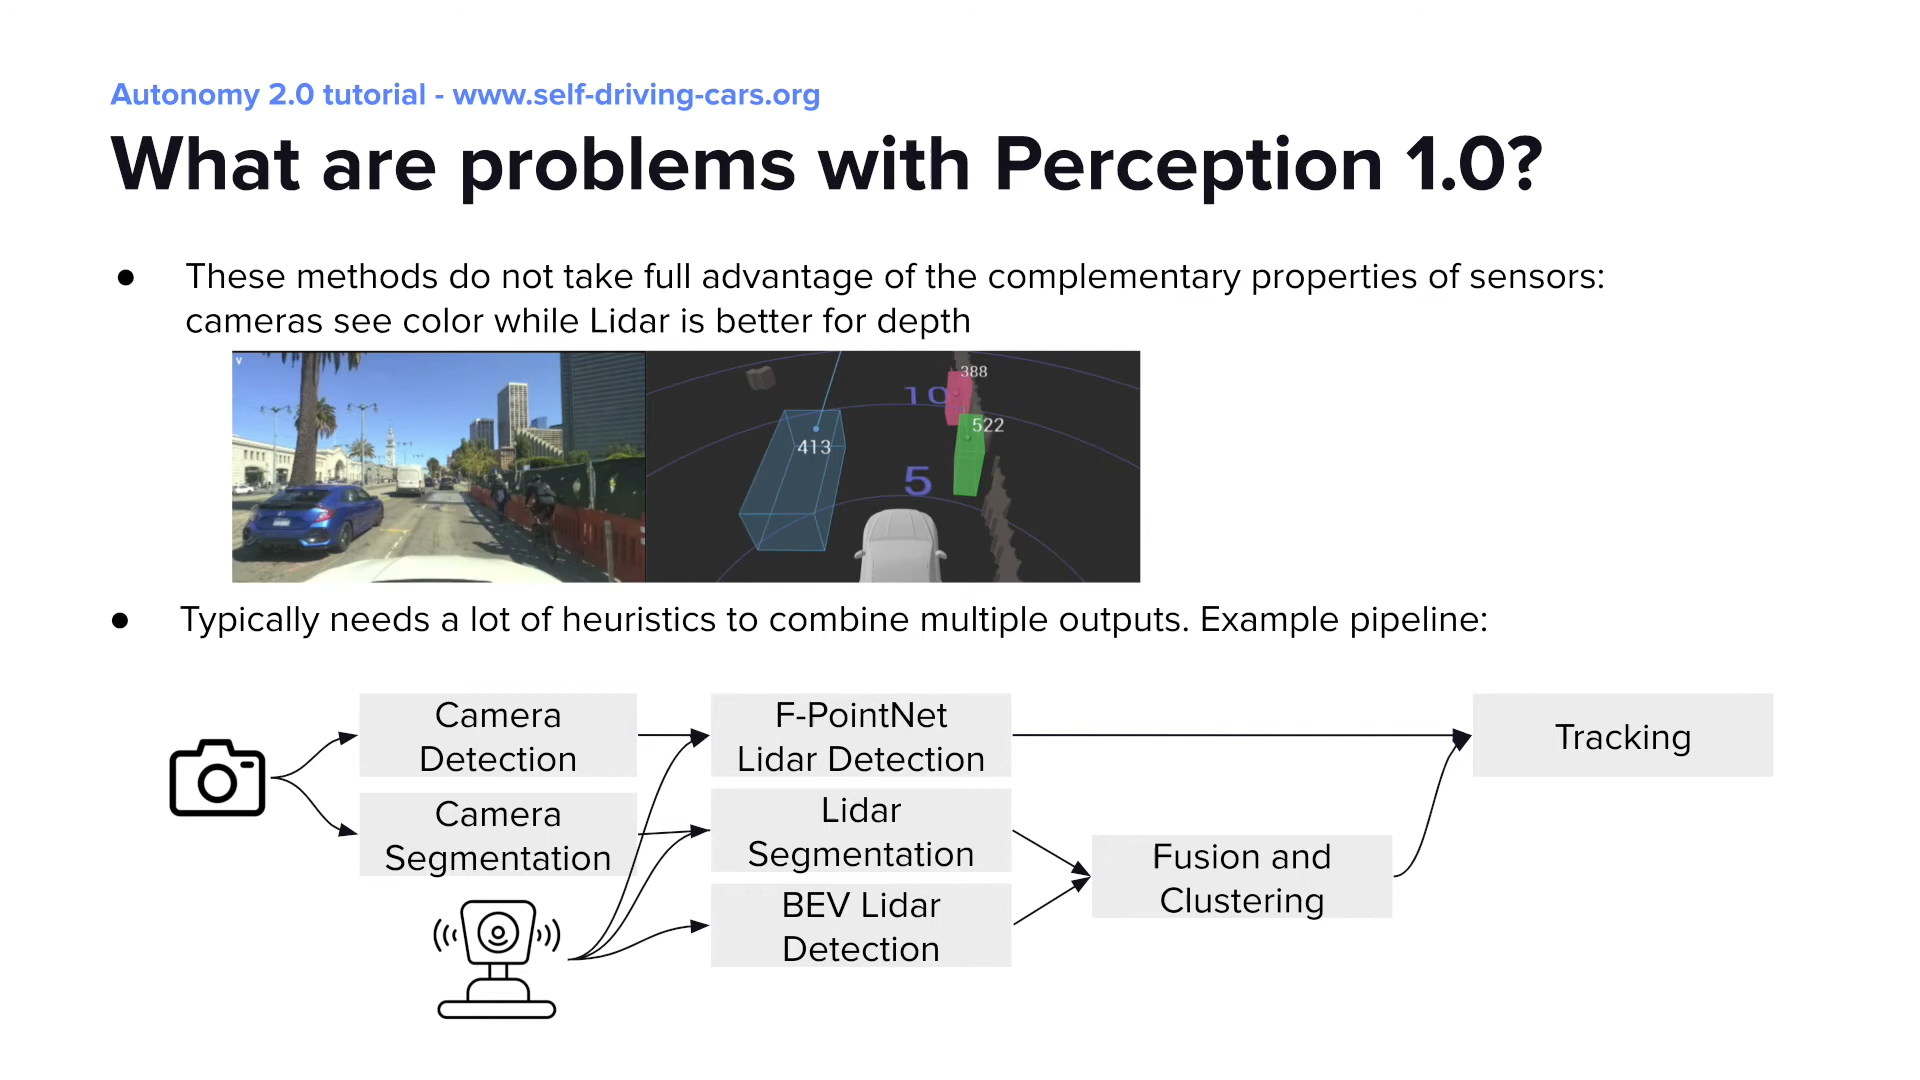 Autonomy 2.0 tutorial - www.self-driving-cars.org
What are problems with Perception 1.0?
● These methods do not take full advantage of the complementary properties of sensors:
cameras see color while Lidar is better for depth
V
388
10
522
413
5
● Typically needs a lot of heuristics to combine multiple outputs. Example pipeline:
Camera
Detection
F-PointNet
Lidar Detection
Tracking
Camera
Segmentation
Lidar
Segmentation
Fusion and
Clustering
BEV Lidar
Detection